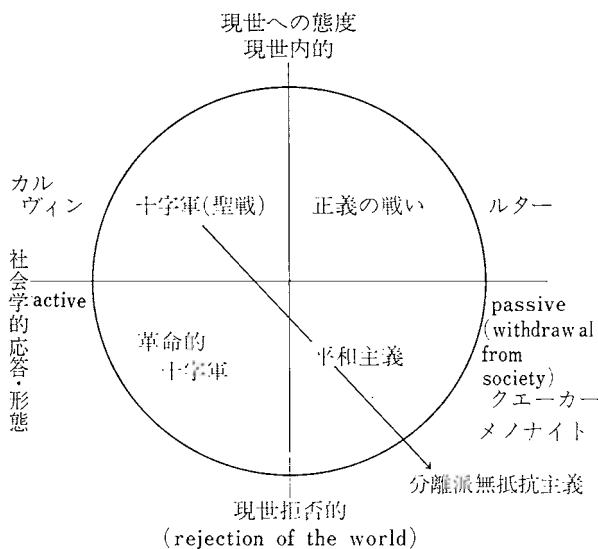 現世への態度
現世内的
カル
ヴィン
十字軍(聖戦)
正義の戦い
ルター
社会学的応答・形態
active
passive
(withdrawal
from
society)
革命的
十字軍
平和主義
クエーカー
メノナイト
分離派無抵抗主義
現世拒否的
(rejection of the world)